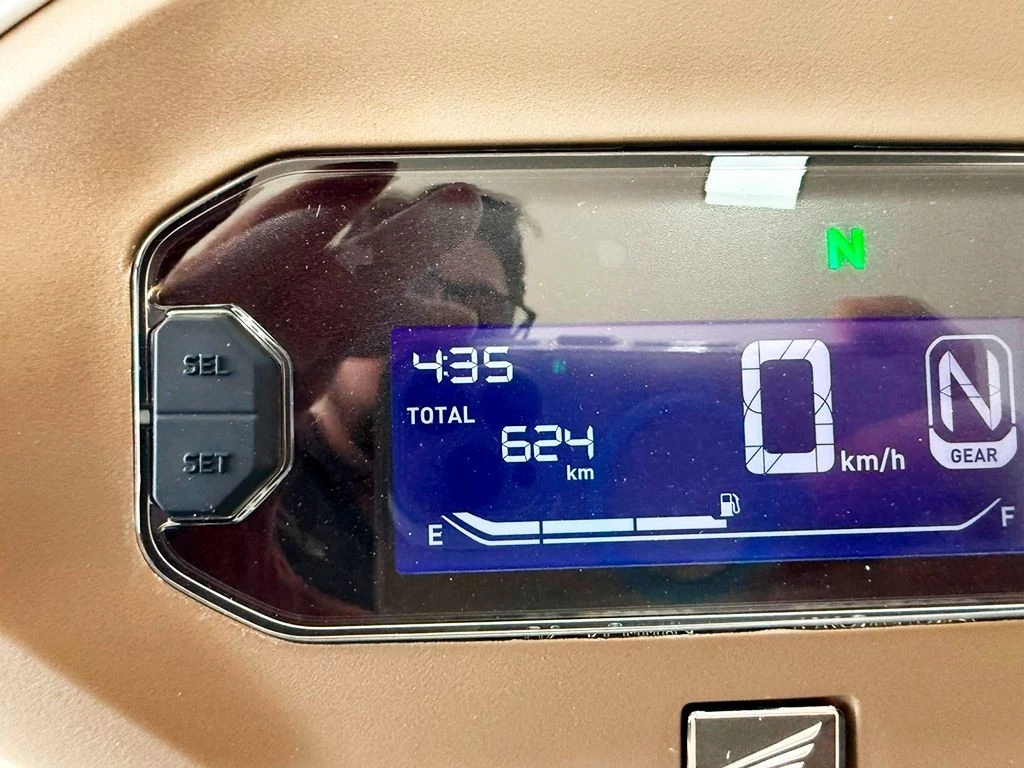 N
SEL
SET
4:35
TOTAL
624
km
0 km/h
N
GEAR
E
F